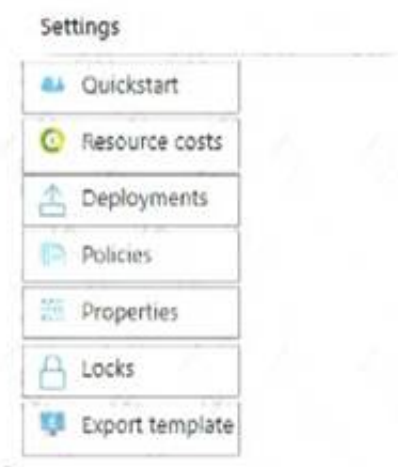 Settings
Quickstart
Resource costs
Deployments
Policies
Properties
Locks
Export template